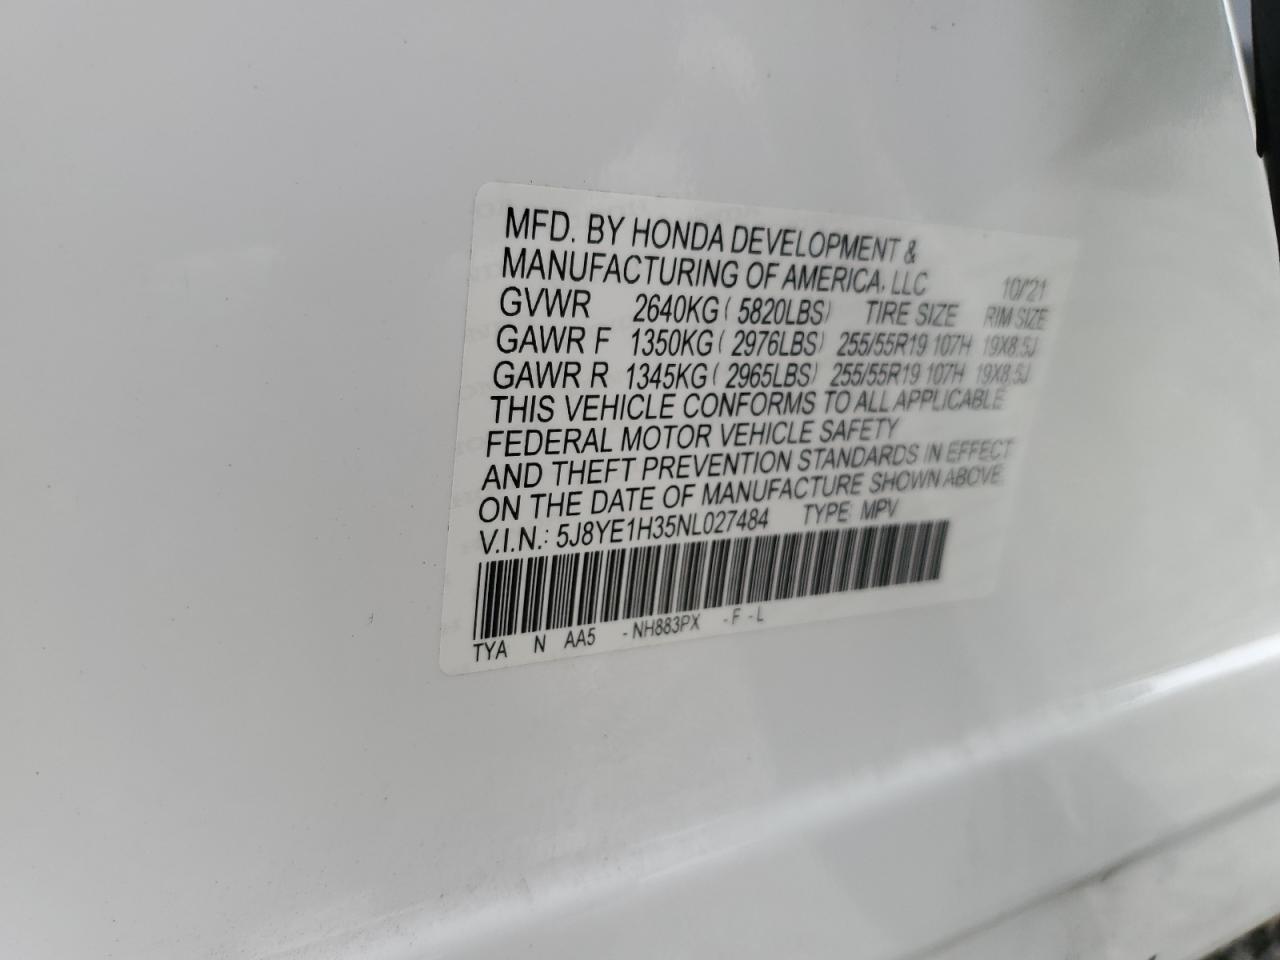 MFD. BY HONDA DEVELOPMENT &
MANUFACTURING OF AMERICA, LLC 10/'21
GVWR 2640KG ( 5820LBS) TIRE SIZE RIM SIZE
GAWR F 1350KG ( 2976LBS) 255/55R19 107H 19X8.5J
GAWR R 1345KG ( 2965LBS) 255/55R19 107H 19X8.5J
THIS VEHICLE CONFORMS TO ALL APPLICABLE
FEDERAL MOTOR VEHICLE SAFETY
AND THEFT PREVENTION STANDARDS IN EFFECT
ON THE DATE OF MANUFACTURE SHOWN ABOVE.
V.I.N.: 5J8YE1H35NL027484 TYPE: MPV
TYA N AA5 - NH883PX - F - L